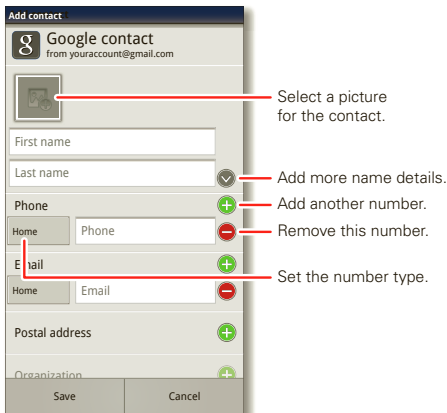 Add contact
g
Google contact
from youraccount@gmail.com
Select a picture
for the contact.
First name
Last name
Add more name details.
Phone
Add another number.
Home
Phone
Remove this number.
Email
Set the number type.
Home
Email
Postal address
Organization
Save
Cancel